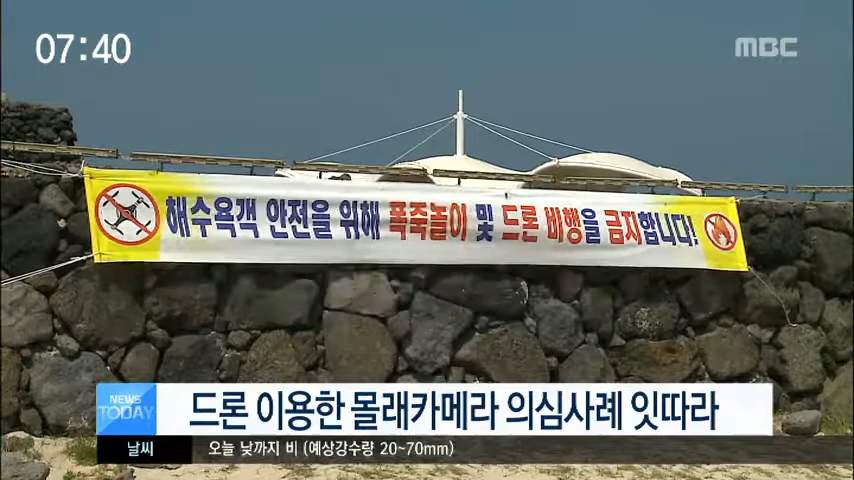 07:40
MBC
해수욕객 안전을 위해 폭죽놀이 및 드론 비행을 금지합니다!
NEWS
TODAY
드론 이용한 몰래카메라 의심사례 잇따라
날씨
오늘 낮까지 비 (예상강수량 20~70mm)